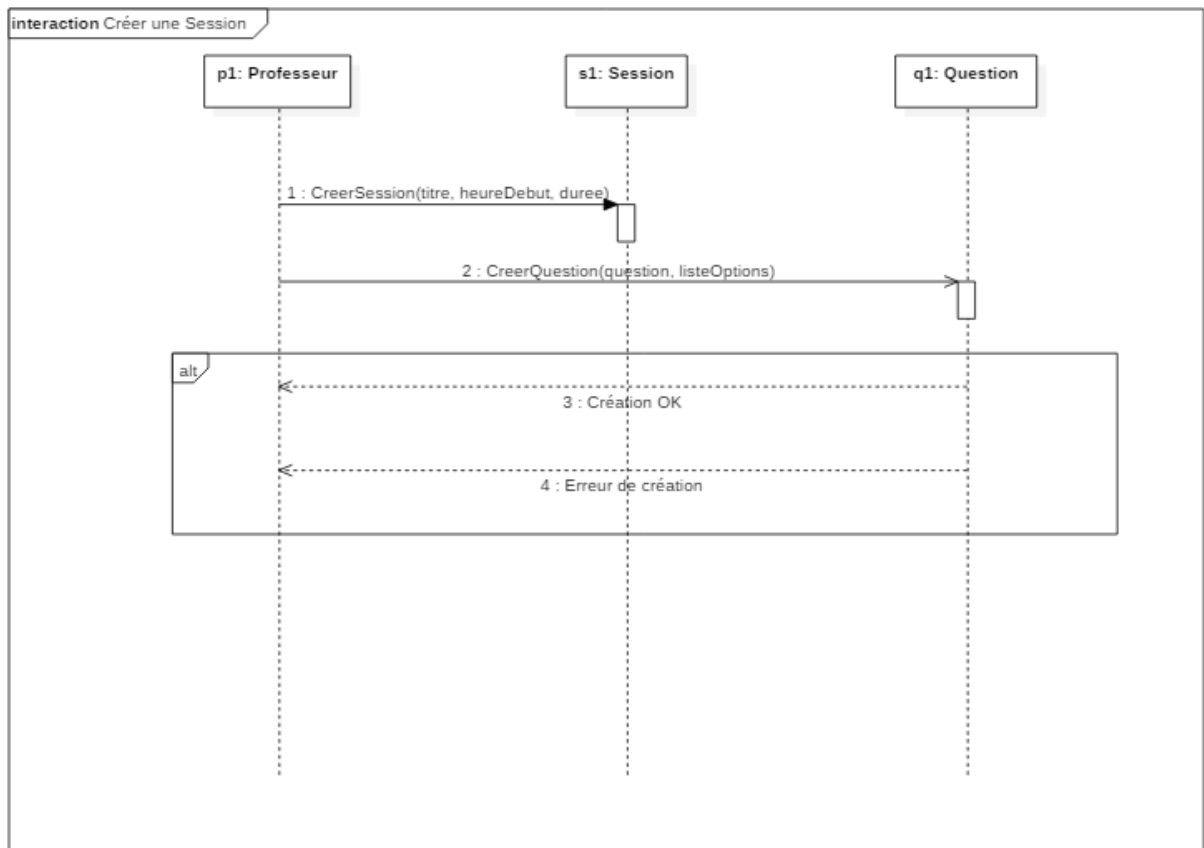 interaction Créer une Session
p1: Professeur
s1: Session
q1: Question
1 : CreerSession(titre, heureDebut, duree)
2 : CreerQuestion(question, listeOptions)
alt
3 : Création OK
4 : Erreur de création